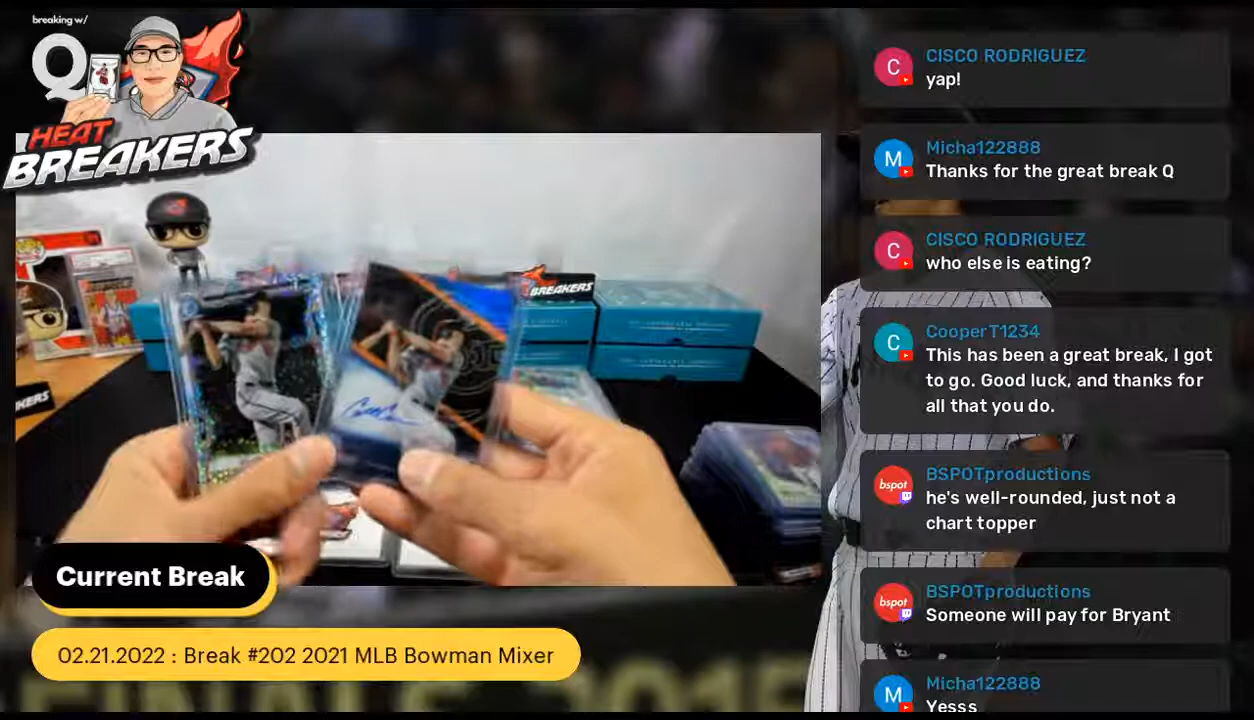 breaking w/
Q
HEAT
BREAKERS
BREAKERS
Current Break
02.21.2022 : Break #202 2021 MLB Bowman Mixer
C
CISCO RODRIGUEZ
yap!
M
Micha122888
Thanks for the great break Q
C
CISCO RODRIGUEZ
who else is eating?
C
CooperT1234
This has been a great break, I got
to go. Good luck, and thanks for
all that you do.
bspot
BSPOTproductions
he's well-rounded, just not a
chart topper
bspot
BSPOTproductions
Someone will pay for Bryant
M
Micha122888
Yesss